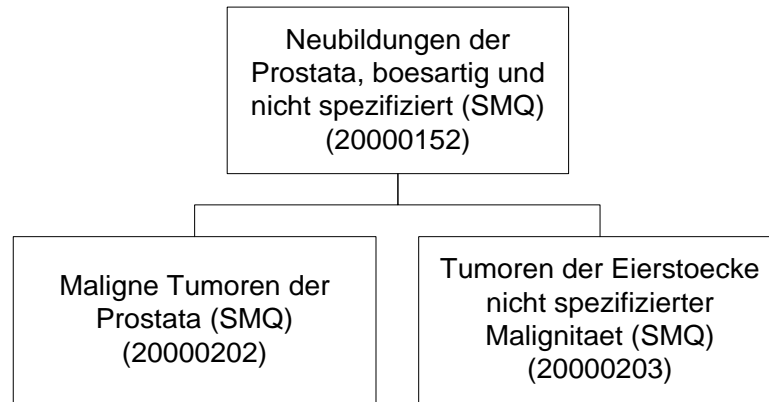 Neubildungen der
Prostata, boesartig und
nicht spezifiziert (SMQ)
(20000152)
Maligne Tumoren der
Prostata (SMQ)
(20000202)
Tumoren der Eierstoecke
nicht spezifizierter
Malignitaet (SMQ)
(20000203)